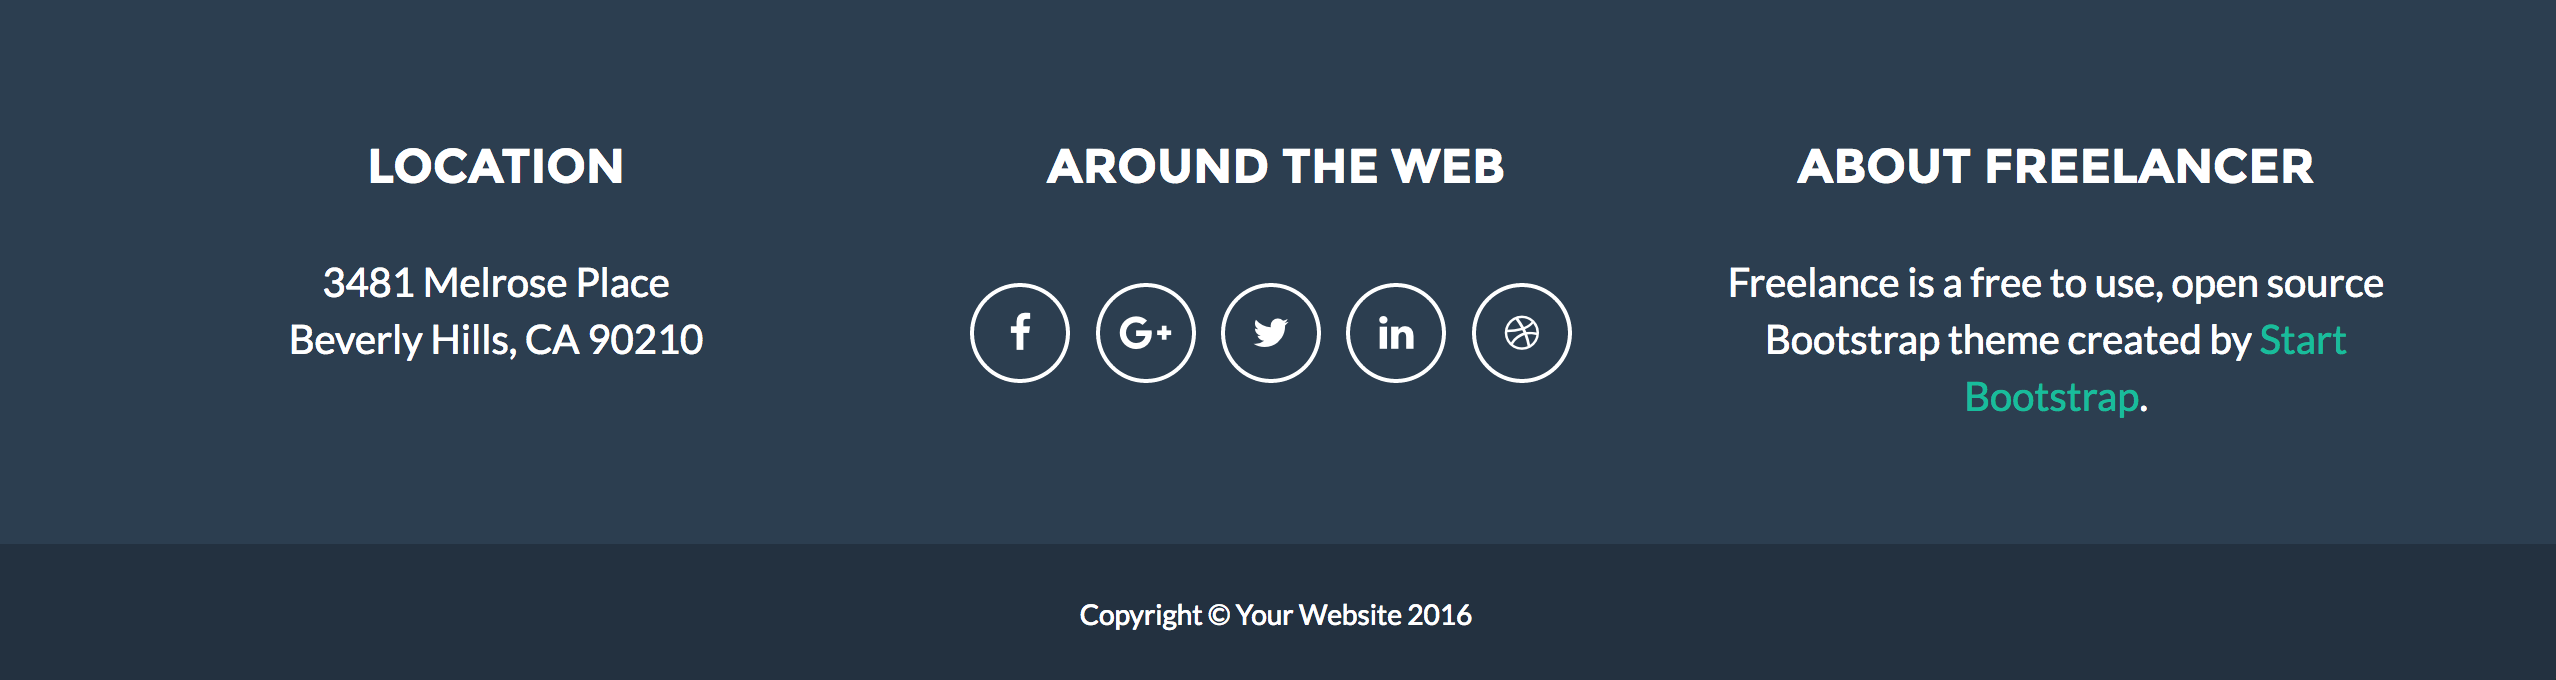 LOCATION
3481 Melrose Place
Beverly Hills, CA 90210
AROUND THE WEB
f
G+
in
ABOUT FREELANCER
Freelance is a free to use, open source
Bootstrap theme created by Start
Bootstrap.
Copyright © Your Website 2016